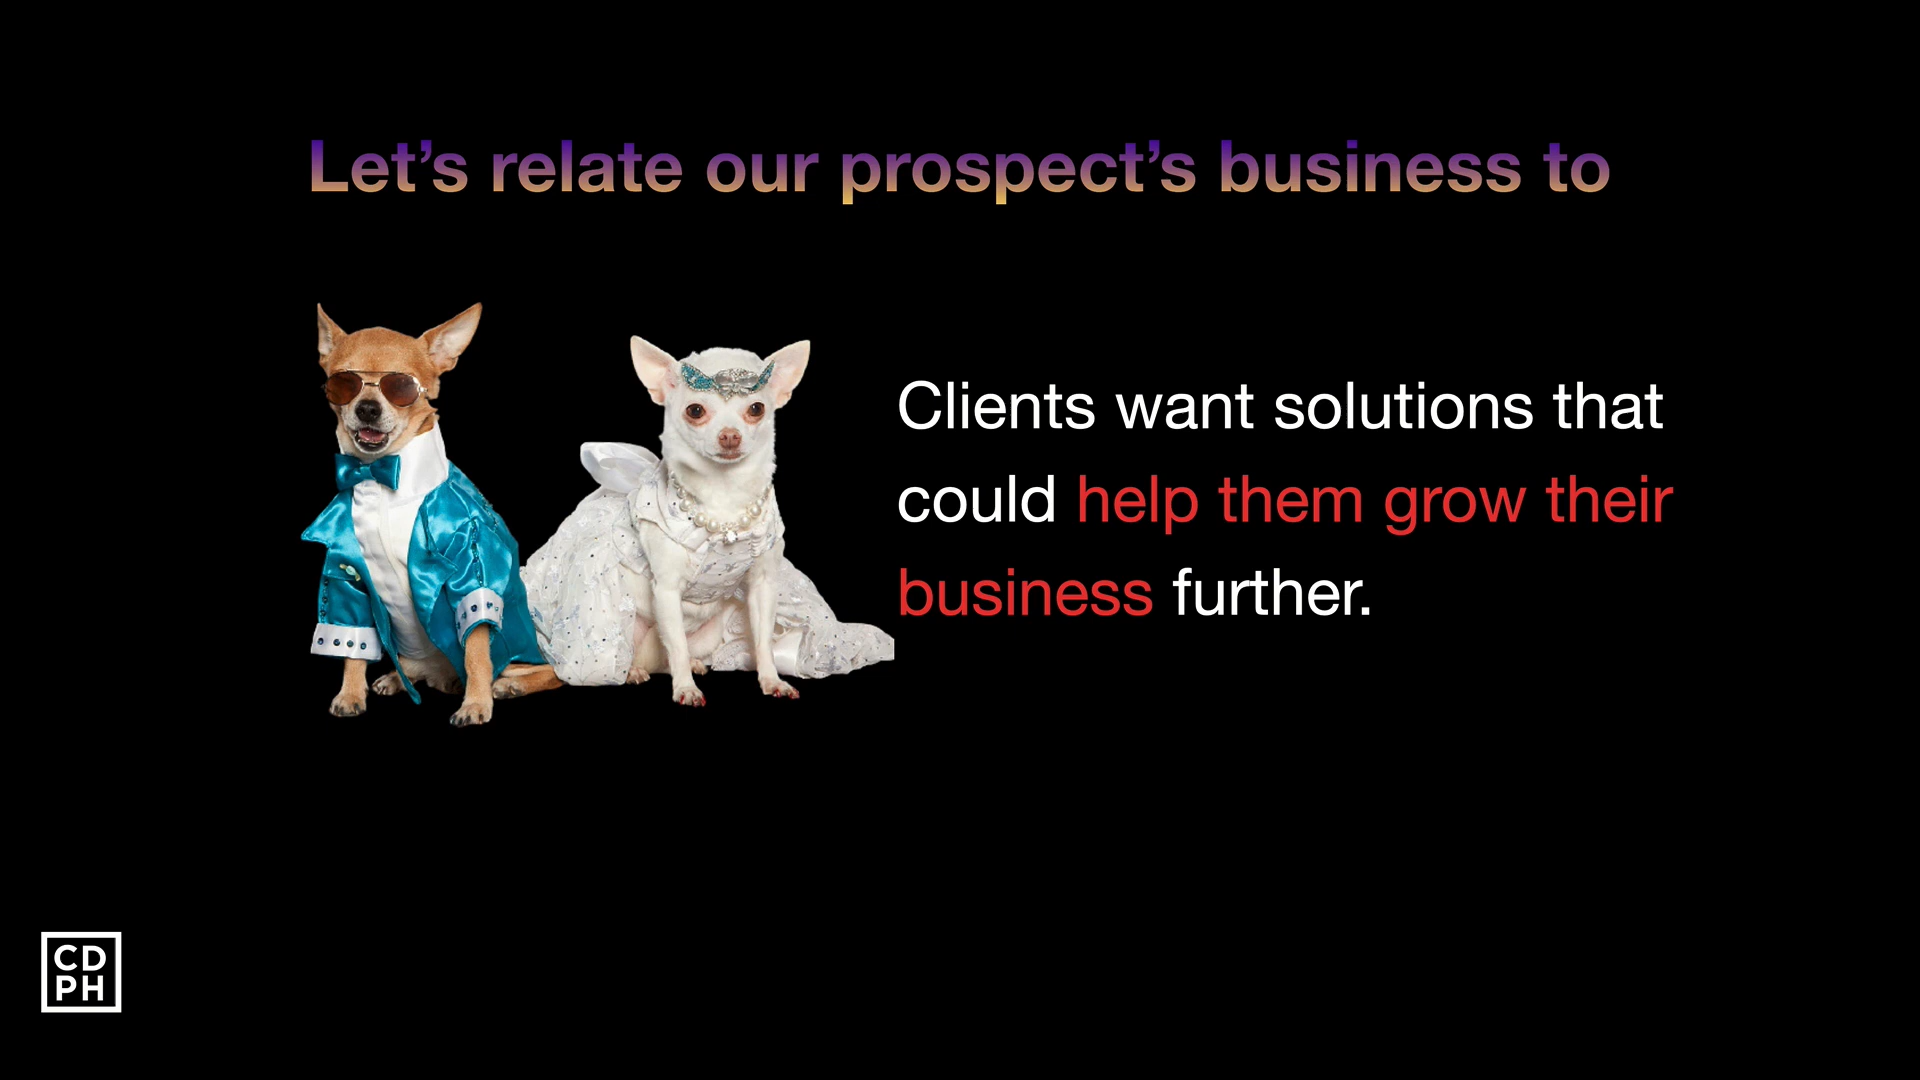 Let’s relate our prospect’s business to
Clients want solutions that
could help them grow their
business further.
CD
PH